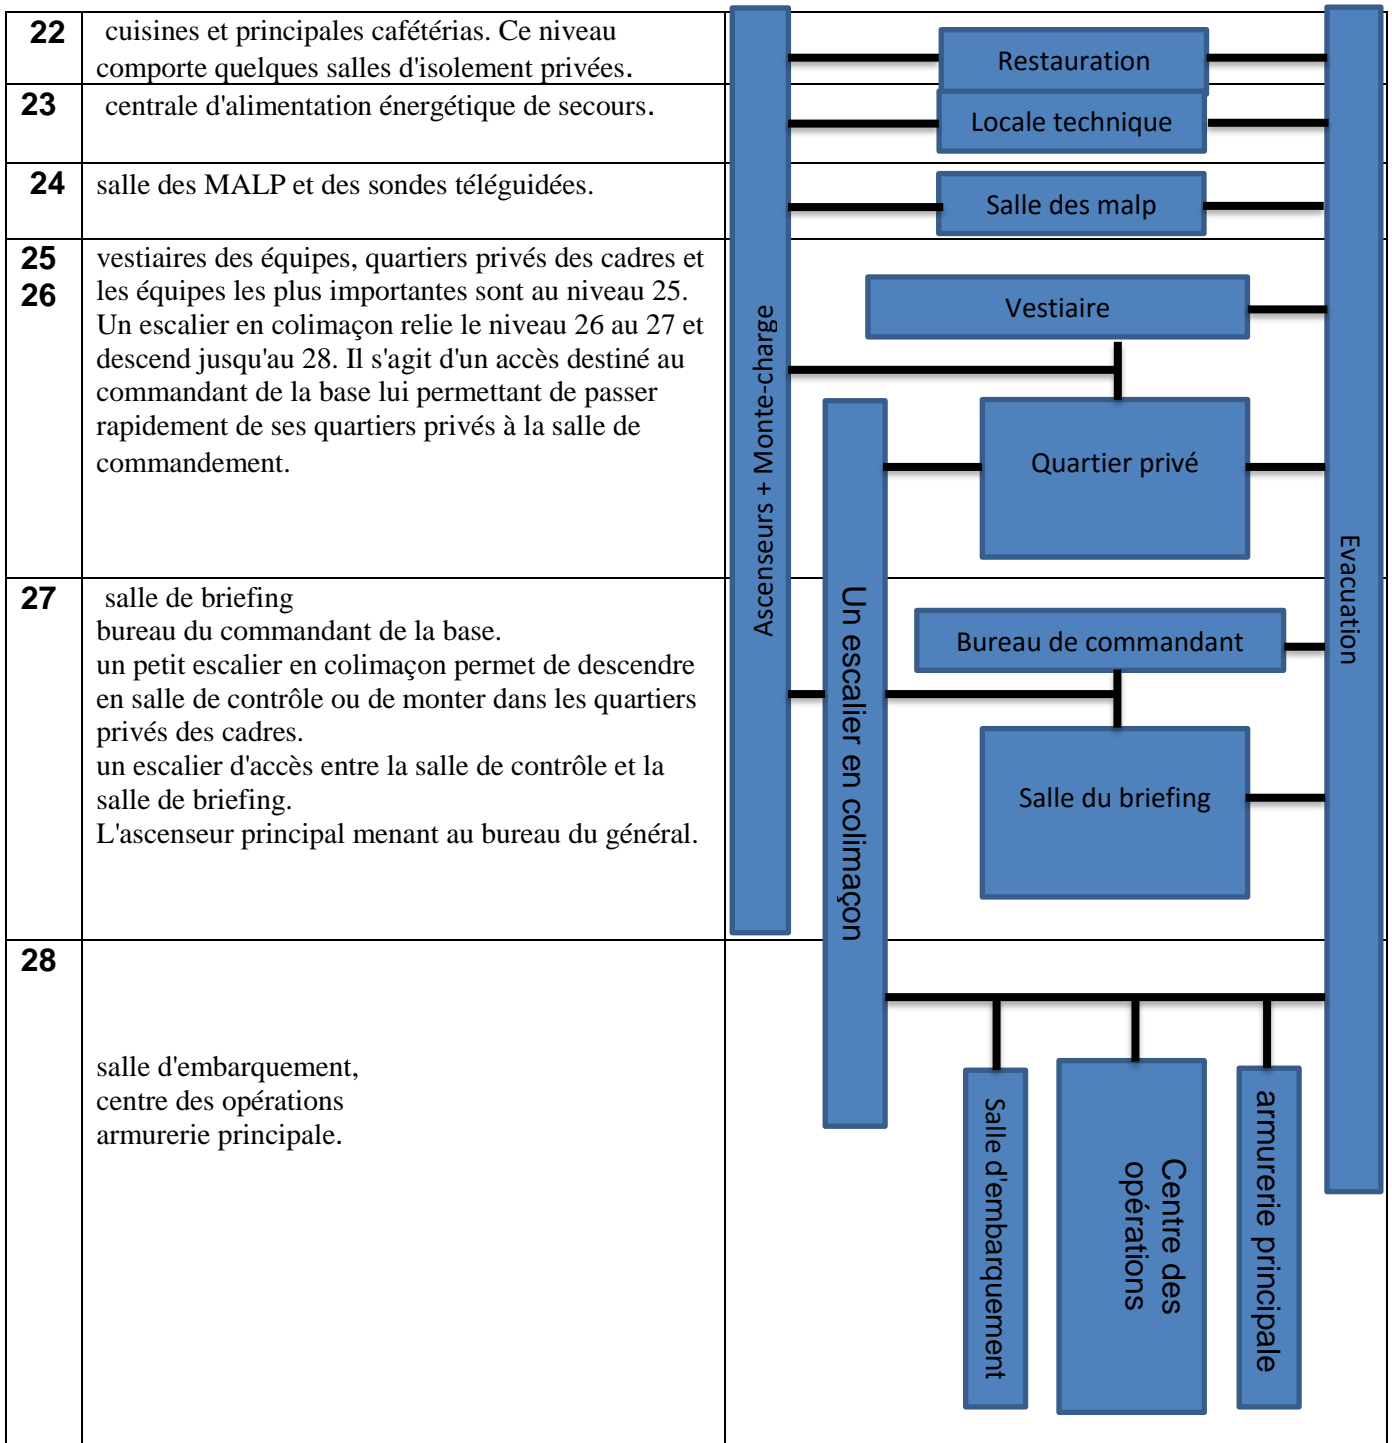 22
cuisines et principales cafétérias. Ce niveau
comporte quelques salles d'isolement privées.
Restauration
23
centrale d'alimentation énergétique de secours.
Locale technique
24
salle des MALP et des sondes téléguidées.
Salle des malp
25
26
vestiaires des équipes, quartiers privés des cadres et
les équipes les plus importantes sont au niveau 25.
Un escalier en colimaçon relie le niveau 26 au 27 et
descend jusqu'au 28. Il s'agit d'un accès destiné au
commandant de la base lui permettant de passer
rapidement de ses quartiers privés à la salle de
commandement.
Vestiaire
Quartier privé
Ascenseurs + Monte-charge
Evacuation
27
salle de briefing
bureau du commandant de la base.
un petit escalier en colimaçon permet de descendre
en salle de contrôle ou de monter dans les quartiers
privés des cadres.
un escalier d'accès entre la salle de contrôle et la
salle de briefing.
L'ascenseur principal menant au bureau du général.
Un escalier en colimaçon
Bureau de commandant
Salle du briefing
28
salle d'embarquement,
centre des opérations
armurerie principale.
Salle d'embarquement
Centre des
opérations
armurerie principale